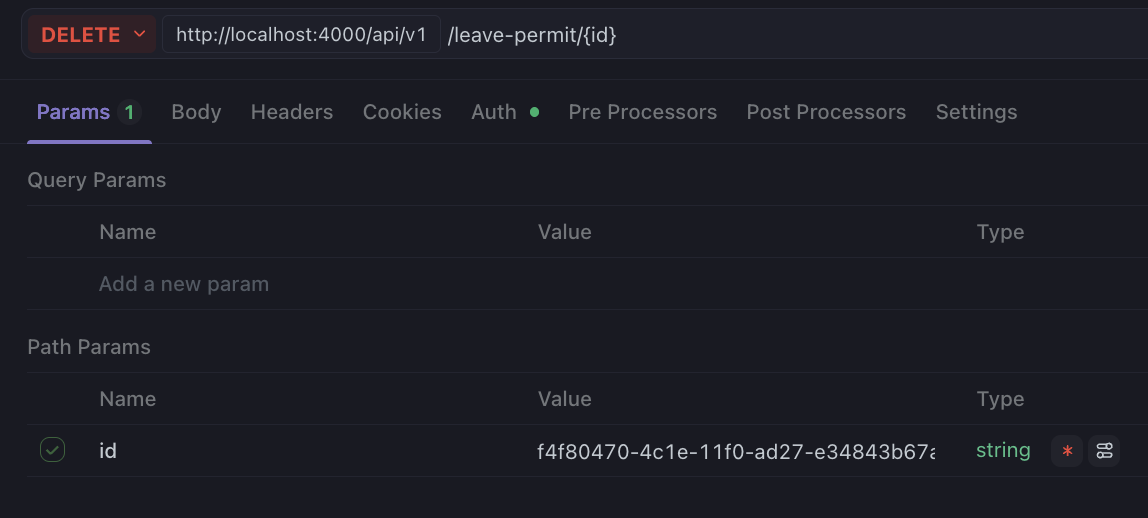 DELETE http://localhost:4000/api/v1 /leave-permit/{id}
Params 1 Body Headers Cookies Auth Pre Processors Post Processors Settings
Query Params
Name Value Type
Add a new param
Path Params
Name Value Type
id f4f80470-4c1e-11f0-ad27-e34843b67a string *